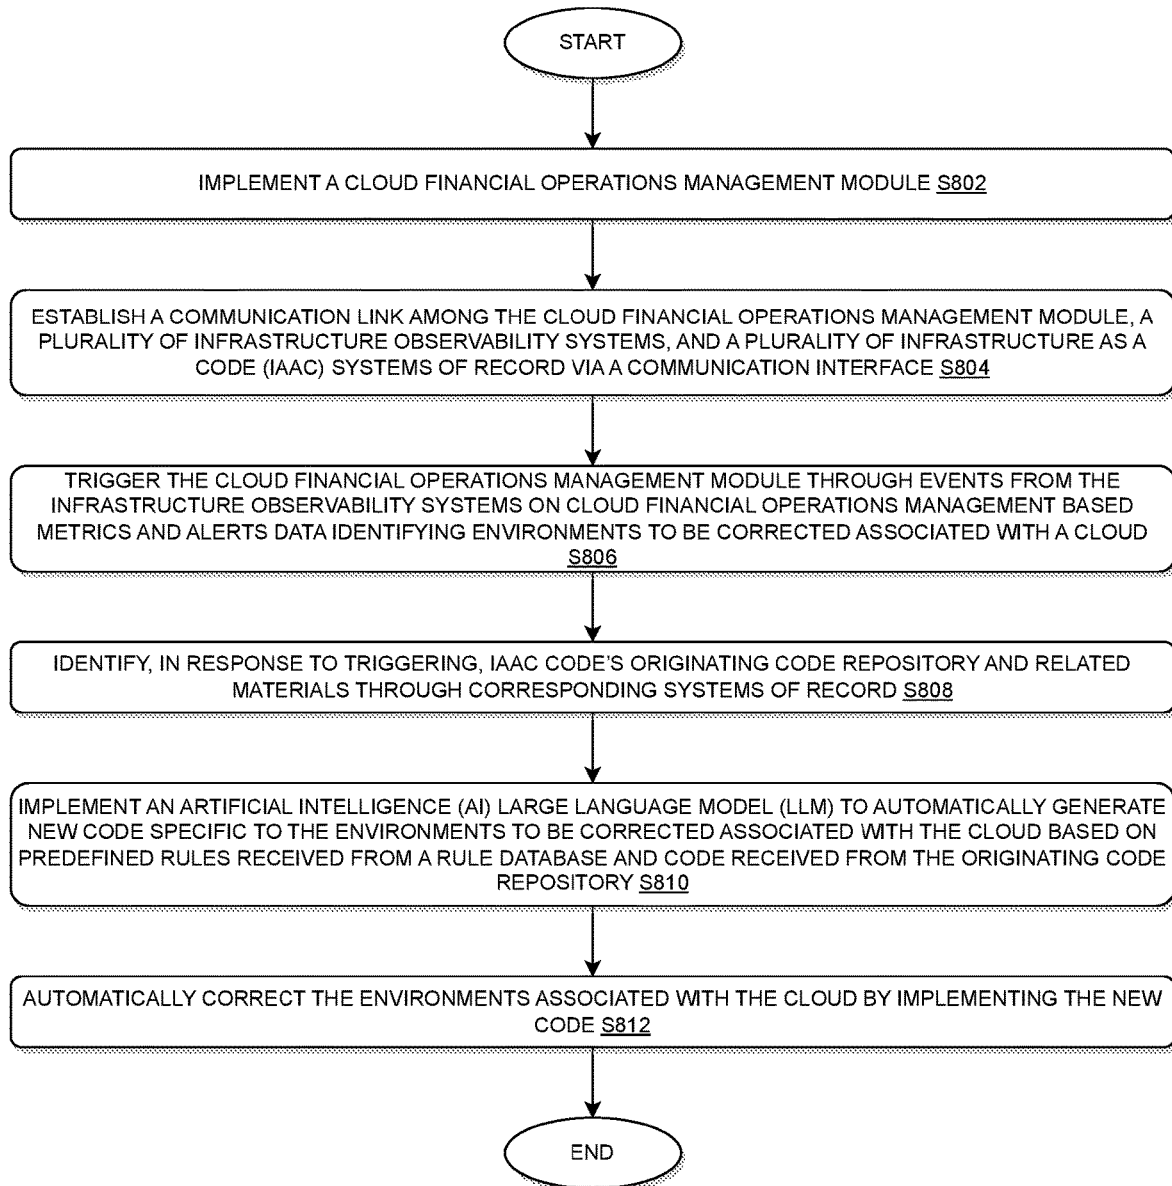 START
IMPLEMENT A CLOUD FINANCIAL OPERATIONS MANAGEMENT MODULE S802
ESTABLISH A COMMUNICATION LINK AMONG THE CLOUD FINANCIAL OPERATIONS MANAGEMENT MODULE, A
PLURALITY OF INFRASTRUCTURE OBSERVABILITY SYSTEMS, AND A PLURALITY OF INFRASTRUCTURE AS A
CODE (IAAC) SYSTEMS OF RECORD VIA A COMMUNICATION INTERFACE S804
TRIGGER THE CLOUD FINANCIAL OPERATIONS MANAGEMENT MODULE THROUGH EVENTS FROM THE
INFRASTRUCTURE OBSERVABILITY SYSTEMS ON CLOUD FINANCIAL OPERATIONS MANAGEMENT BASED
METRICS AND ALERTS DATA IDENTIFYING ENVIRONMENTS TO BE CORRECTED ASSOCIATED WITH A CLOUD
S806
IDENTIFY, IN RESPONSE TO TRIGGERING, IAAC CODE'S ORIGINATING CODE REPOSITORY AND RELATED
MATERIALS THROUGH CORRESPONDING SYSTEMS OF RECORD S808
IMPLEMENT AN ARTIFICIAL INTELLIGENCE (AI) LARGE LANGUAGE MODEL (LLM) TO AUTOMATICALLY GENERATE
NEW CODE SPECIFIC TO THE ENVIRONMENTS TO BE CORRECTED ASSOCIATED WITH THE CLOUD BASED ON
PREDEFINED RULES RECEIVED FROM A RULE DATABASE AND CODE RECEIVED FROM THE ORIGINATING CODE
REPOSITORY S810
AUTOMATICALLY CORRECT THE ENVIRONMENTS ASSOCIATED WITH THE CLOUD BY IMPLEMENTING THE NEW
CODE S812
END